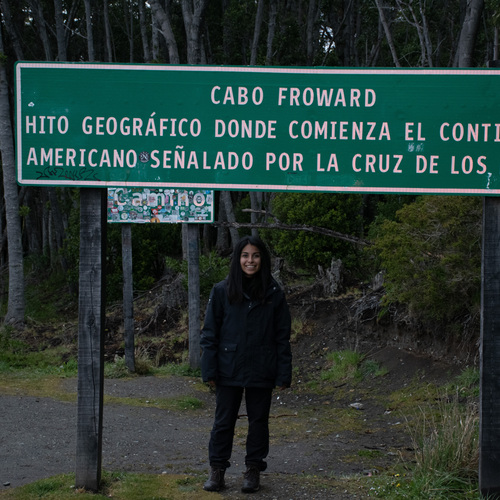 CABO FROWARD
HITO GEOGRÁFICO DONDE COMIENZA EL CONTI
AMERICANO SEÑALADO POR LA CRUZ DE LOS
Camino